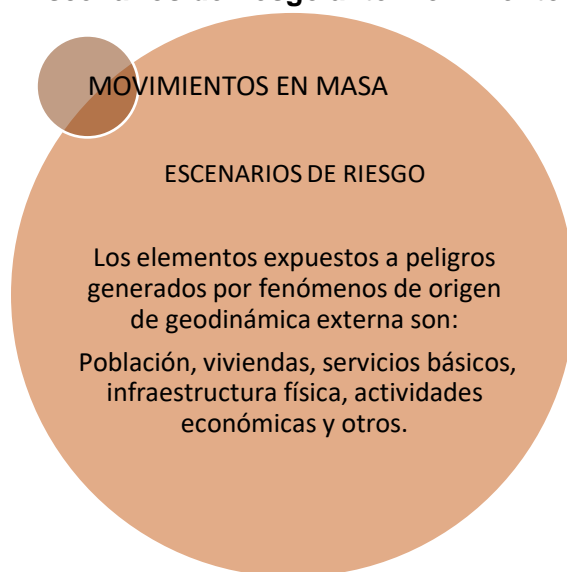 MOVIMIENTOS EN MASA
ESCENARIOS DE RIESGO
Los elementos expuestos a peligros
generados por fenómenos de origen
de geodinámica externa son:
Población, viviendas, servicios básicos,
infraestructura física, actividades
económicas y otros.